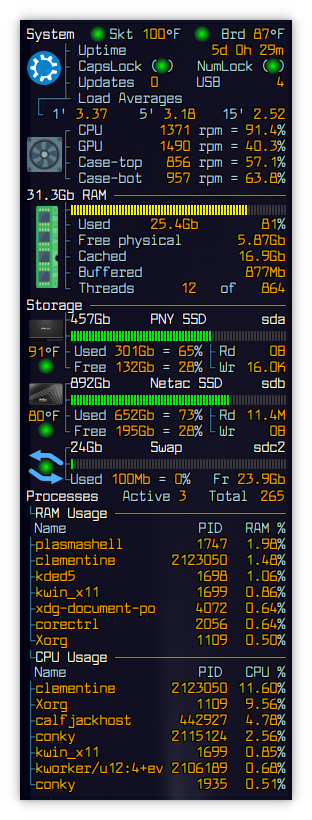 System Skt 100°F Brd 87°F
Uptime 5d 0h 29m
CapsLock ( ) NumLock ( )
Updates 0 USB 4
Load Averages
1' 3.37 5' 3.18 15' 2.52
CPU 1371 rpm = 91.4%
GPU 1490 rpm = 40.3%
Case-top 856 rpm = 57.1%
Case-bot 957 rpm = 63.8%
31.3Gb RAM
Used 25.4Gb 81%
Free physical 5.87Gb
Cached 16.9Gb
Buffered 877Mb
Threads 12 of 864
Storage
457Gb PNY SSD sda
91°F Used 301Gb = 65% Rd 0B
Free 132Gb = 28% Wr 16.0K
892Gb Netac SSD sdb
80°F Used 652Gb = 73% Rd 11.4M
Free 195Gb = 28% Wr 0B
24Gb Swap sdc2
Used 100Mb = 0% Fr 23.9Gb
Processes Active 3 Total 265
RAM Usage
Name PID RAM %
plasmashell 1747 1.98%
clementine 2123050 1.48%
kded5 1698 1.06%
kwin_x11 1699 0.86%
xdg-document-po 4072 0.64%
corectrl 2056 0.64%
Xorg 1109 0.50%
CPU Usage
Name PID CPU %
clementine 2123050 11.60%
Xorg 1109 9.56%
calfjackhost 442927 4.78%
conky 2115124 2.56%
kwin_x11 1699 0.85%
kworker/u12:4+ev 2106189 0.68%
conky 1935 0.51%